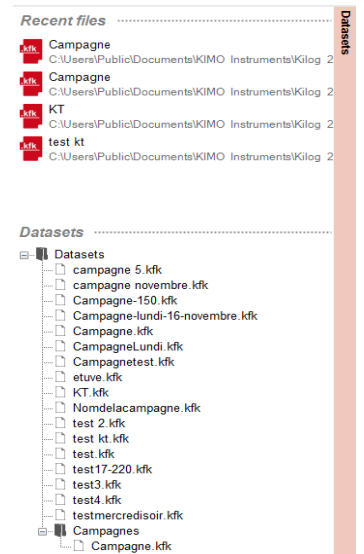 Recent files
Datasets
.kfk
Campagne
C:\Users\Public\Documents\KIMO Instruments\Kilog 2
.kfk
Campagne
C:\Users\Public\Documents\KIMO Instruments\Kilog 2
.kfk
KT
C:\Users\Public\Documents\KIMO Instruments\Kilog 2
.kfk
test kt
C:\Users\Public\Documents\KIMO Instruments\Kilog 2
Datasets
Datasets
campagne 5.kfk
campagne novembre.kfk
Campagne-150.kfk
Campagne-lundi-16-novembre.kfk
Campagne.kfk
CampagneLundi.kfk
Campagnetest.kfk
etuve.kfk
KT.kfk
Nomdelacampagne.kfk
test 2.kfk
test kt.kfk
test.kfk
test17-220.kfk
test3.kfk
test4.kfk
testmercredisoir.kfk
Campagnes
Campagne.kfk